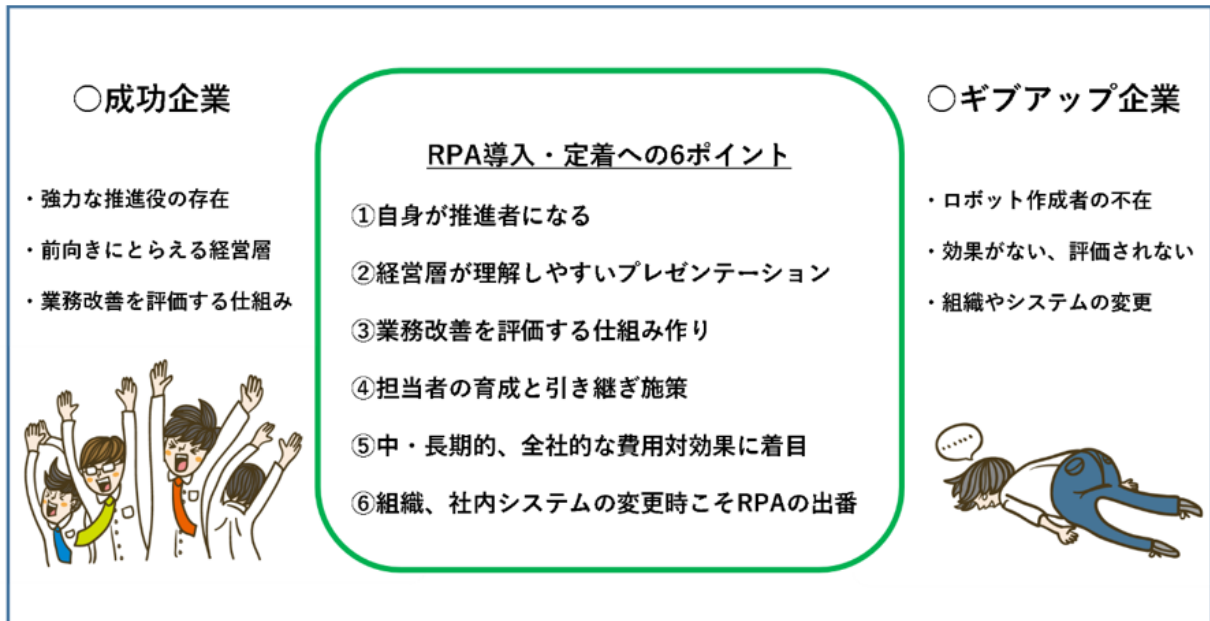 ○成功企業
・強力な推進役の存在
・前向きにとらえる経営層
・業務改善を評価する仕組み
RPA導入・定着への6ポイント
①自身が推進者になる
②経営層が理解しやすいプレゼンテーション
③業務改善を評価する仕組み作り
④担当者の育成と引き継ぎ施策
⑤中・長期的、全社的な費用対効果に着目
⑥組織、社内システムの変更時こそRPAの出番
○ギブアップ企業
・ロボット作成者の不在
・効果がない、評価されない
・組織やシステムの変更
……